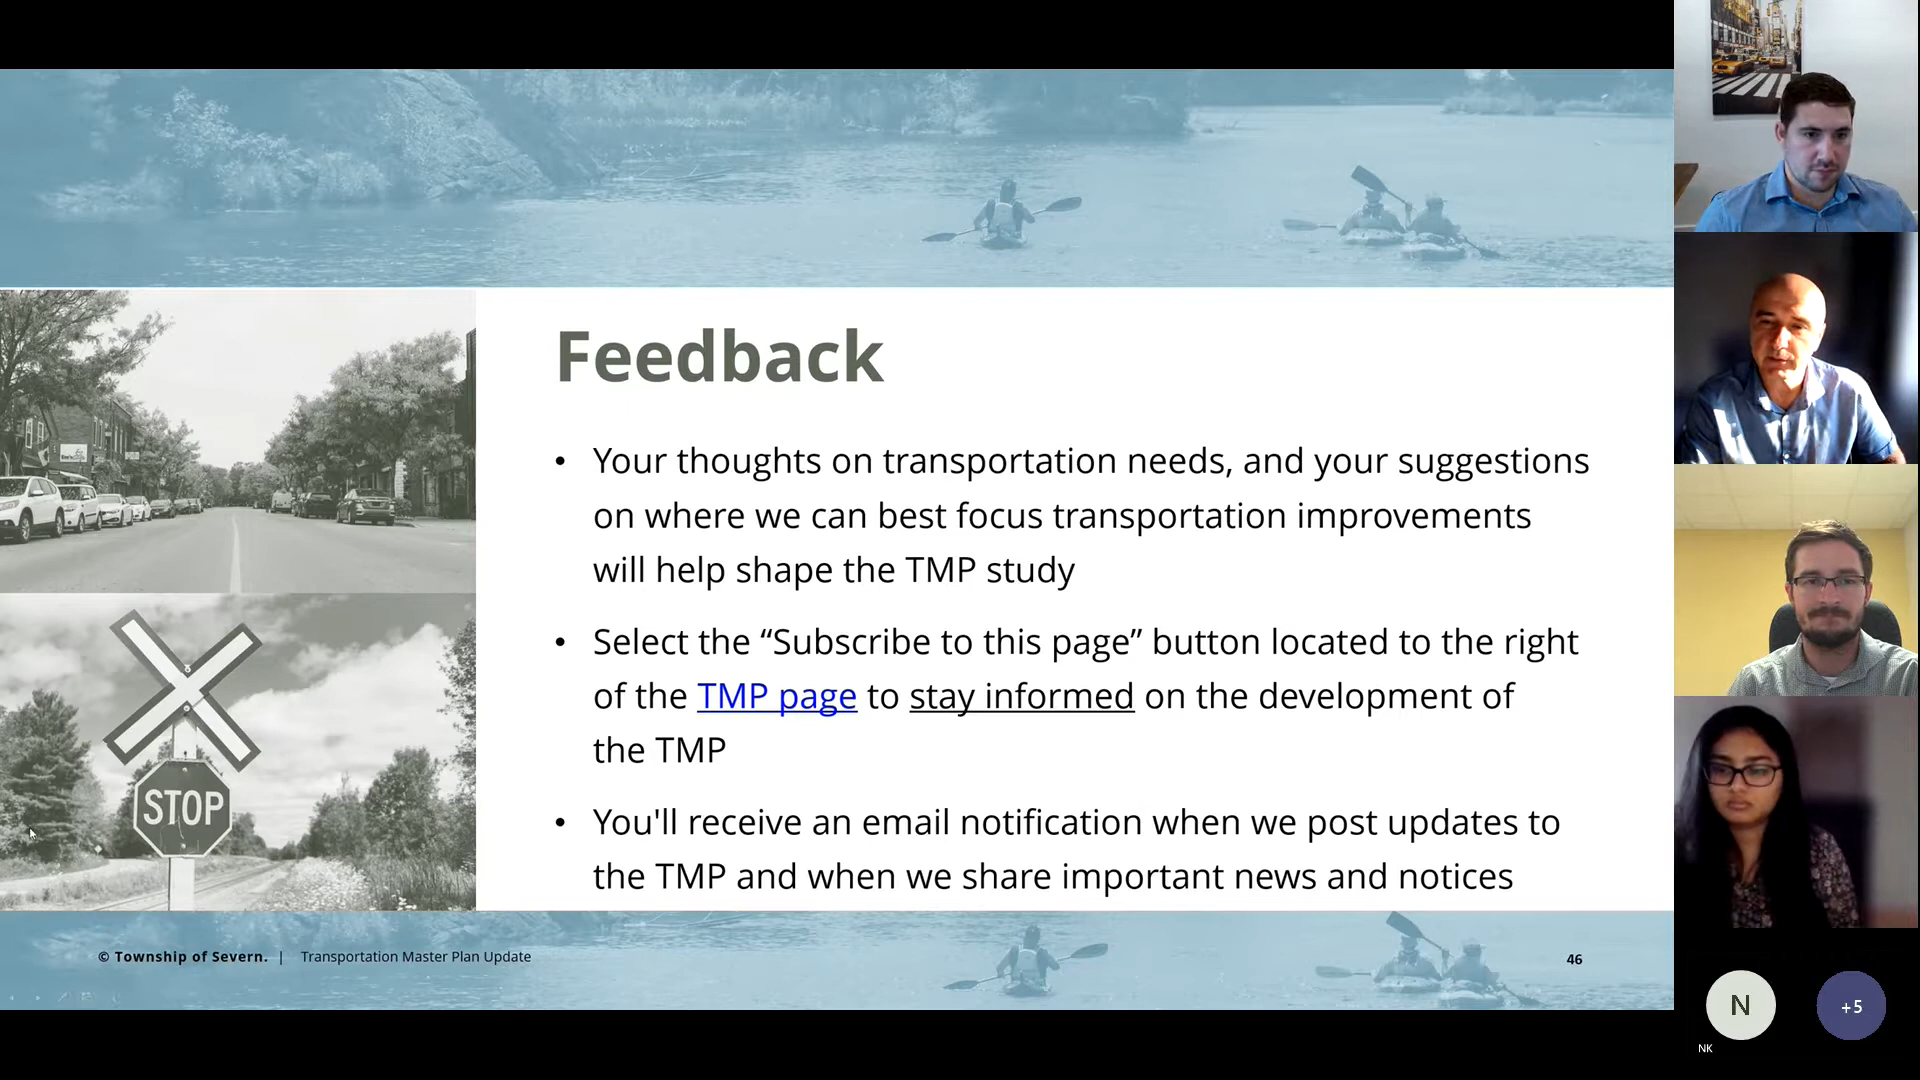 Feedback
• Your thoughts on transportation needs, and your suggestions
on where we can best focus transportation improvements
will help shape the TMP study
• Select the “Subscribe to this page” button located to the right
of the TMP page to stay informed on the development of
the TMP
• You'll receive an email notification when we post updates to
the TMP and when we share important news and notices
STOP
© Township of Severn. | Transportation Master Plan Update
46
N
+5
NK